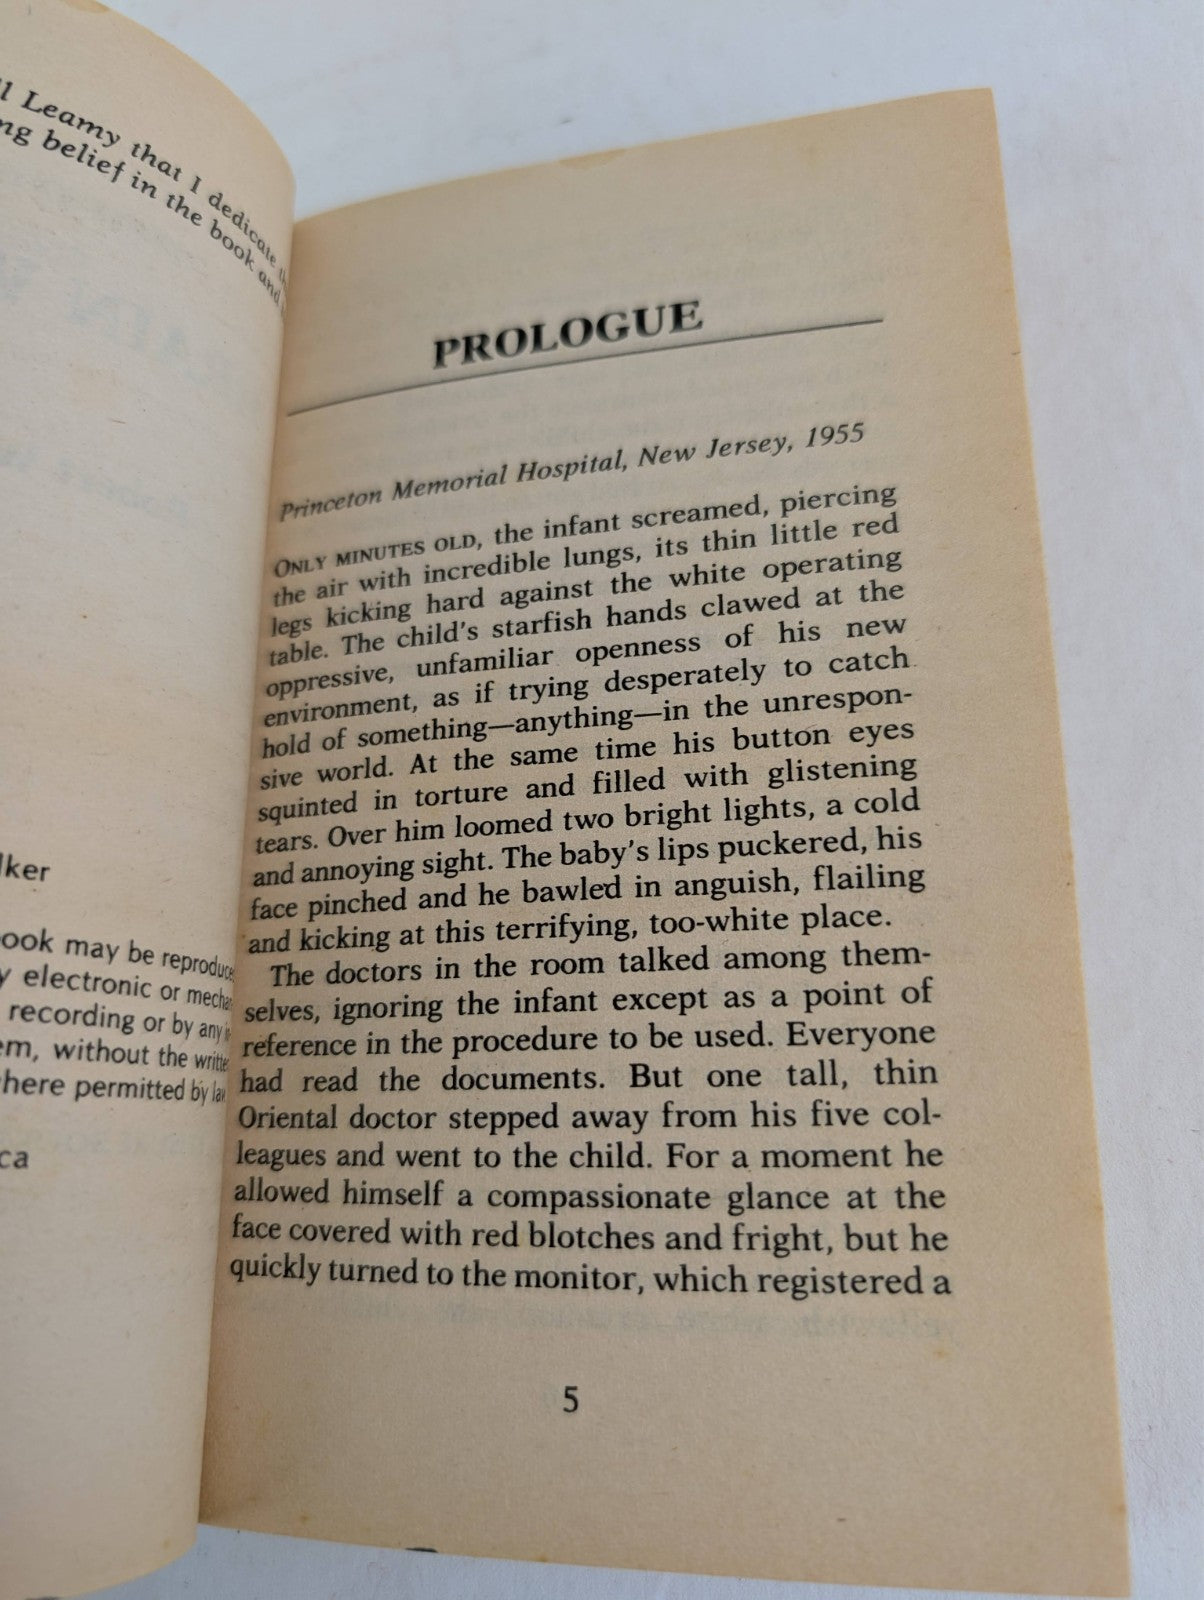 Leamy that I dedicate
belief in the book and
ook may be
electronic or
recording or by any
without the
permitted by
PROLOGUE
Princeton Memorial Hospital, New Jersey, 1955
ONLY MINUTES OLD, the infant screamed, piercing
the air with incredible lungs, its thin little red
legs kicking hard against the white operating
table. The child's starfish hands clawed at the
oppressive, unfamiliar openness of his new
environment, as if trying desperately to catch
hold of something—anything—in the unrespon-
sive world. At the same time his button eyes
squinted in torture and filled with glistening
tears. Over him loomed two bright lights, a cold
and annoying sight. The baby's lips puckered, his
face pinched and he bawled in anguish, flailing
and kicking at this terrifying, too-white place.
The doctors in the room talked among them-
selves, ignoring the infant except as a point of
reference in the procedure to be used. Everyone
had read the documents. But one tall, thin
Oriental doctor stepped away from his five col-
leagues and went to the child. For a moment he
allowed himself a compassionate glance at the
face covered with red blotches and fright, but he
quickly turned to the monitor, which registered a
5